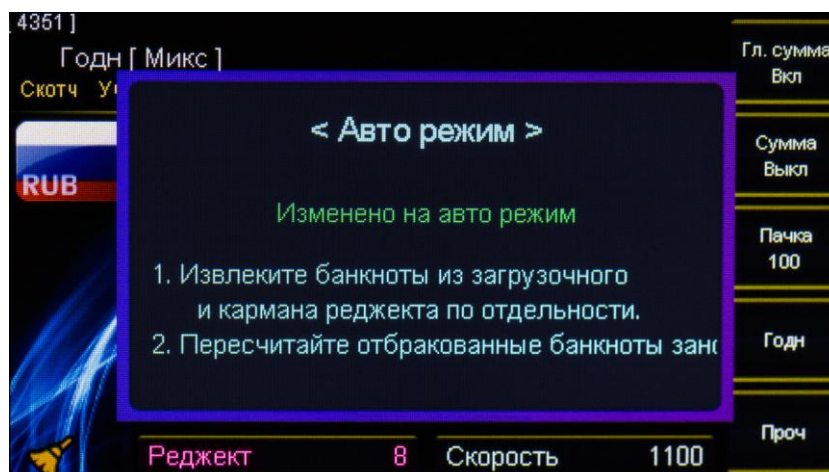 4351 ]
Годн [ Микс ]
Скотч
RUB
< Авто режим >
Изменено на авто режим
1. Извлеките банкноты из загрузочного
и кармана реджекта по отдельности.
2. Пересчитайте отбракованные банкноты
Реджект 8 Скорость 1100
Гл. сумма
Вкл
Сумма
Выкл
Пачка
100
Годн
Проч